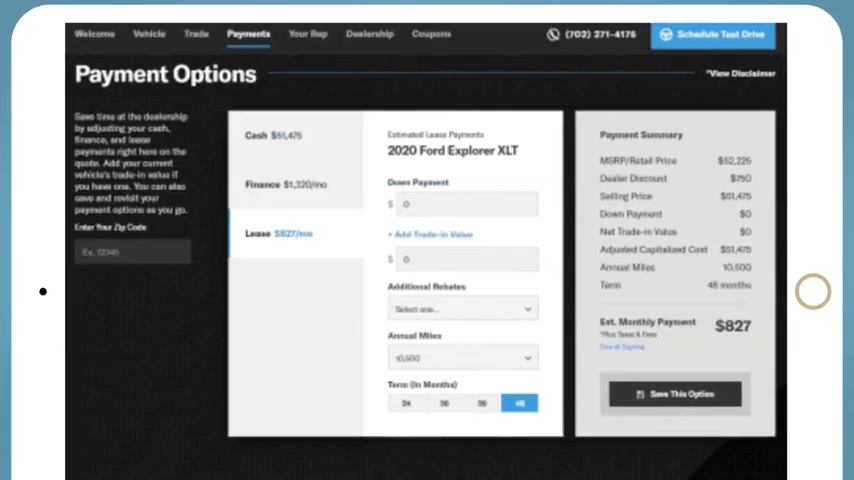 Welcome Vehicle Trade Payments Your Rep Dealership Coupons (702) 271-4175 Schedule Test Drive
Payment Options
*View Disclaimer
Save time at the dealership
by adjusting your cash,
finance, and lease
payments right here on the
quote. Add your current
vehicle's trade-in value if
you have one. You can also
save and revisit your
payment options as you go.
Enter Your Zip Code
Ex. 12345
Cash $51,475
Finance $1,320/mo
Lease $827/mo
Estimated Lease Payments
2020 Ford Explorer XLT
Down Payment
$ 0
+ Add Trade-in Value
$ 0
Additional Rebates
Select one...
Annual Miles
10,500
Term (In Months)
24 36 39 48
Payment Summary
MSRP/Retail Price $52,225
Dealer Discount $750
Selling Price $51,475
Down Payment $0
Net Trade-in Value $0
Adjusted Capitalized Cost $51,475
Annual Miles 10,500
Term 48 months
Est. Monthly Payment $827
*Plus Taxes & Fees
Due at Signing
Save This Option